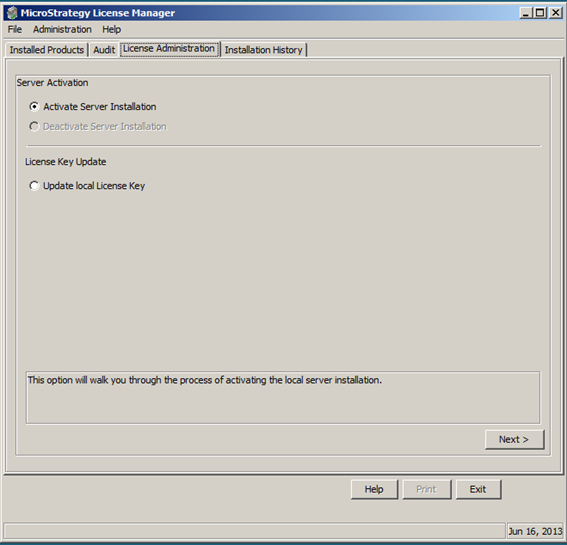 MicroStrategy License Manager
File Administration Help
Installed Products Audit License Administration Installation History
Server Activation
Activate Server Installation
Deactivate Server Installation
License Key Update
Update local License Key
This option will walk you through the process of activating the local server installation.
Next >
Help Print Exit
Jun 16, 2013